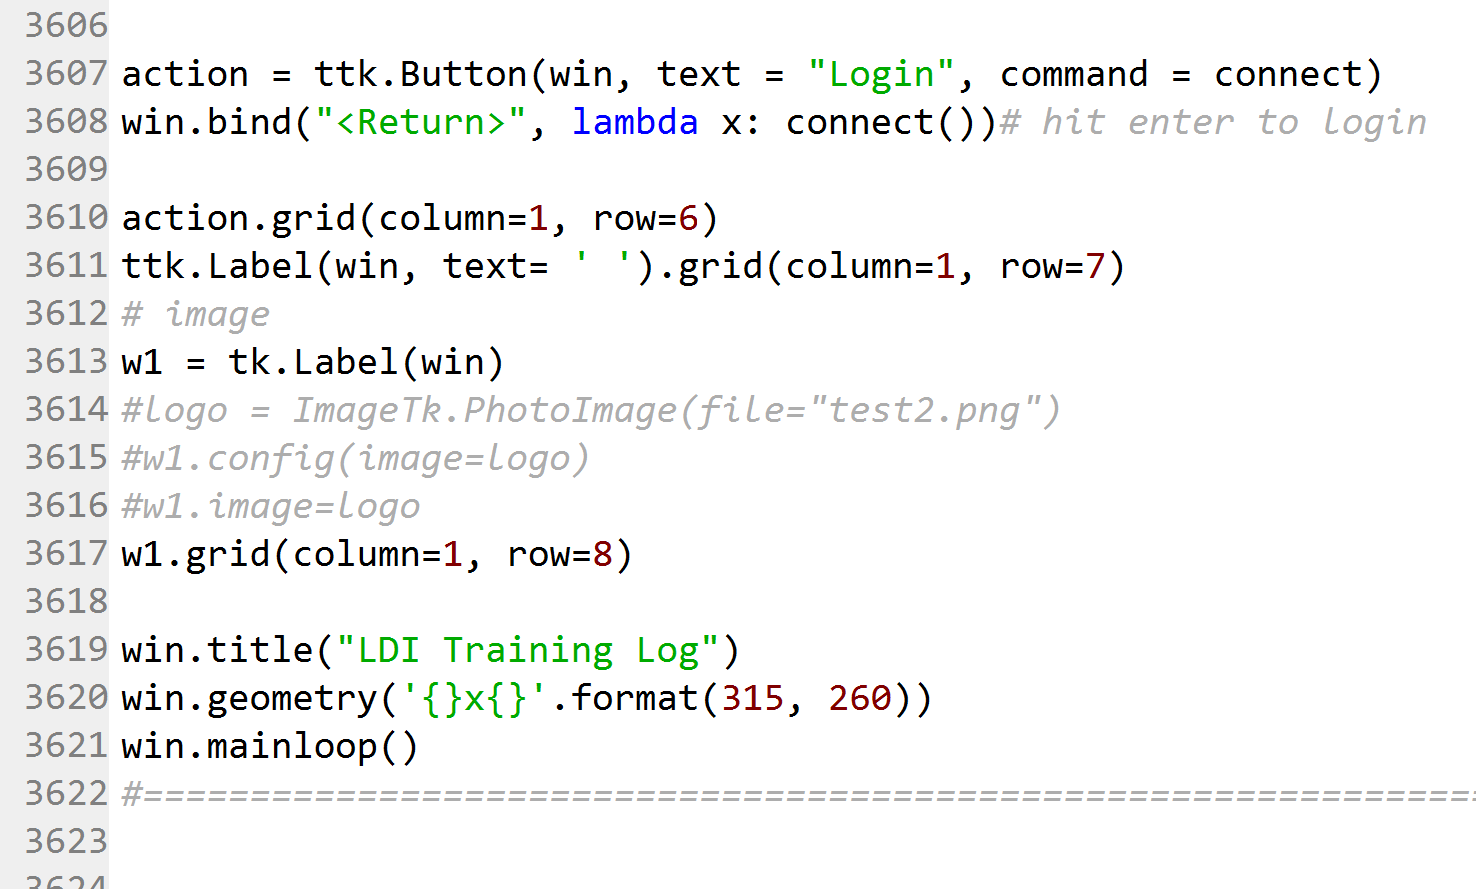 3606
3607 action = ttk.Button(win, text = "Login", command = connect)
3608 win.bind("<Return>", lambda x: connect())# hit enter to login
3609
3610 action.grid(column=1, row=6)
3611 ttk.Label(win, text= ' ').grid(column=1, row=7)
3612 # image
3613 w1 = tk.Label(win)
3614 #logo = ImageTk.PhotoImage(file="test2.png")
3615 #w1.config(image=logo)
3616 #w1.image=logo
3617 w1.grid(column=1, row=8)
3618
3619 win.title("LDI Training Log")
3620 win.geometry('{}x{}'.format(315, 260))
3621 win.mainloop()
3622 #===============================================================
3623
3624